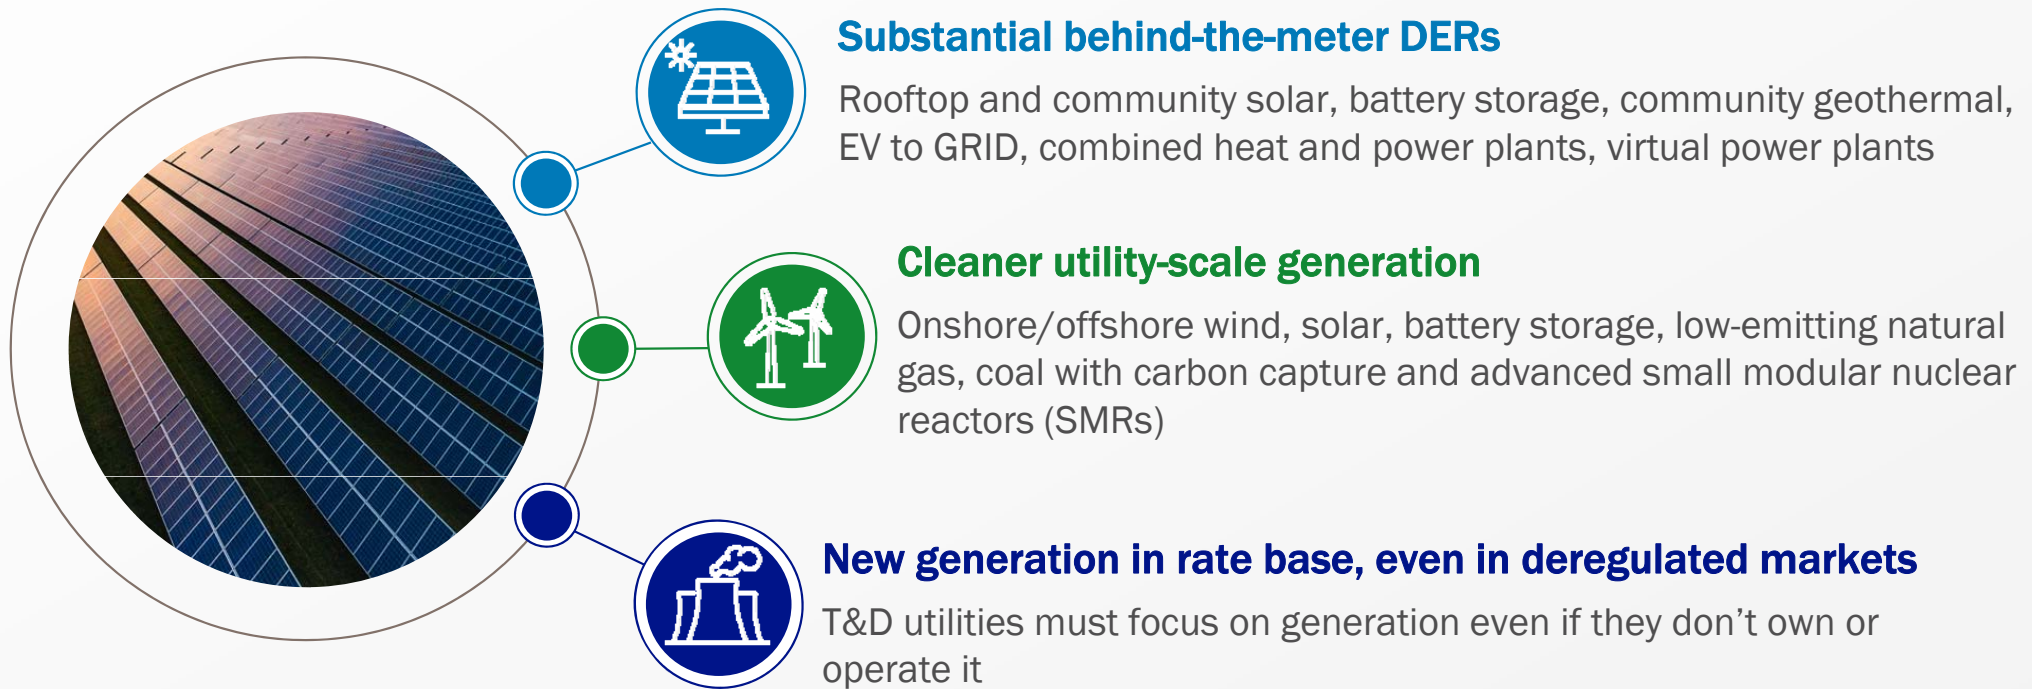 Substantial behind-the-meter DERs
Rooftop and community solar, battery storage, community geothermal,
EV to GRID, combined heat and power plants, virtual power plants
Cleaner utility-scale generation
Onshore/offshore wind, solar, battery storage, low-emitting natural
gas, coal with carbon capture and advanced small modular nuclear
reactors (SMRs)
New generation in rate base, even in deregulated markets
T&D utilities must focus on generation even if they don’t own or
operate it